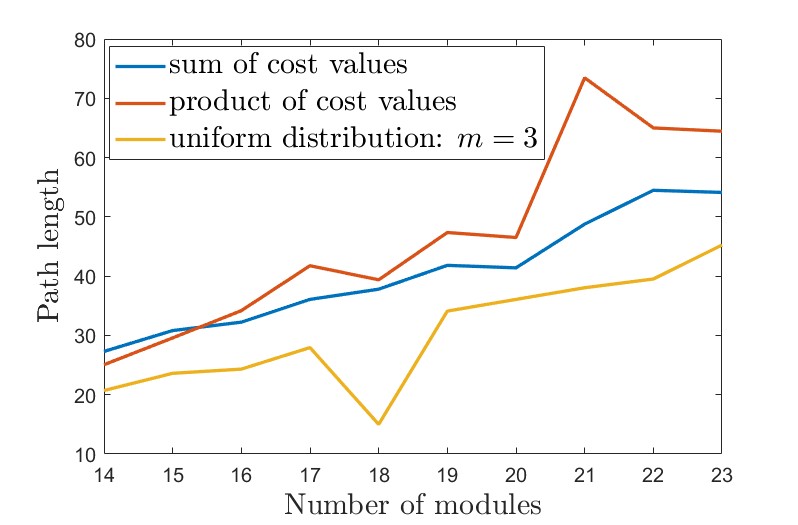 80
70
60
50
40
30
20
10
Path length
sum of cost values
product of cost values
uniform distribution: m = 3
14 15 16 17 18 19 20 21 22 23
Number of modules